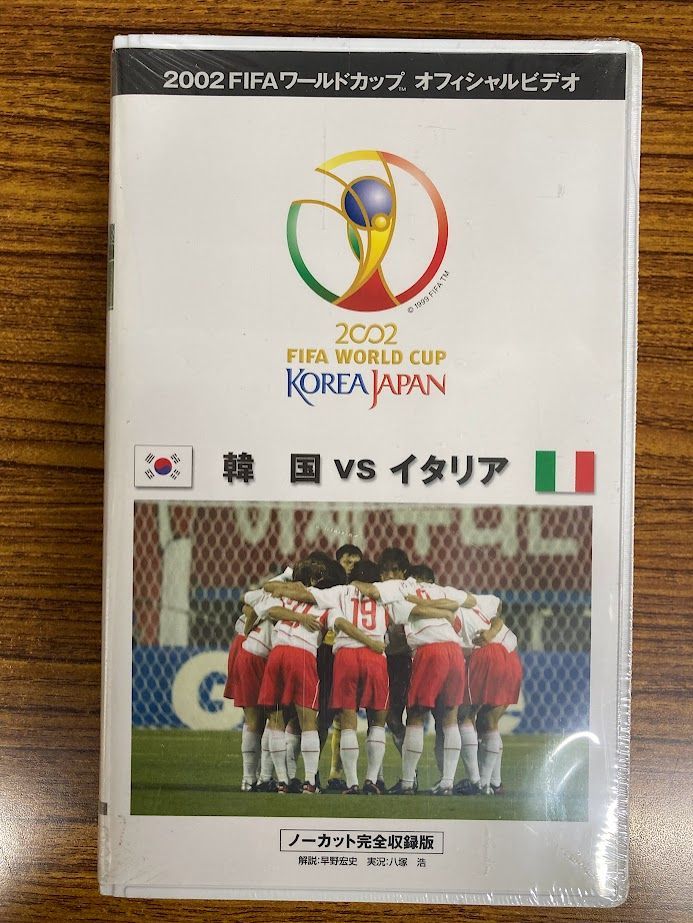 2002 FIFAワールドカップ™ オフィシャルビデオ
© 1999 FIFA TM
2002
FIFA WORLD CUP
KOREA JAPAN
韓 国 vs イタリア
19
ノーカット完全収録版
解説:早野宏史 実況:八塚 浩